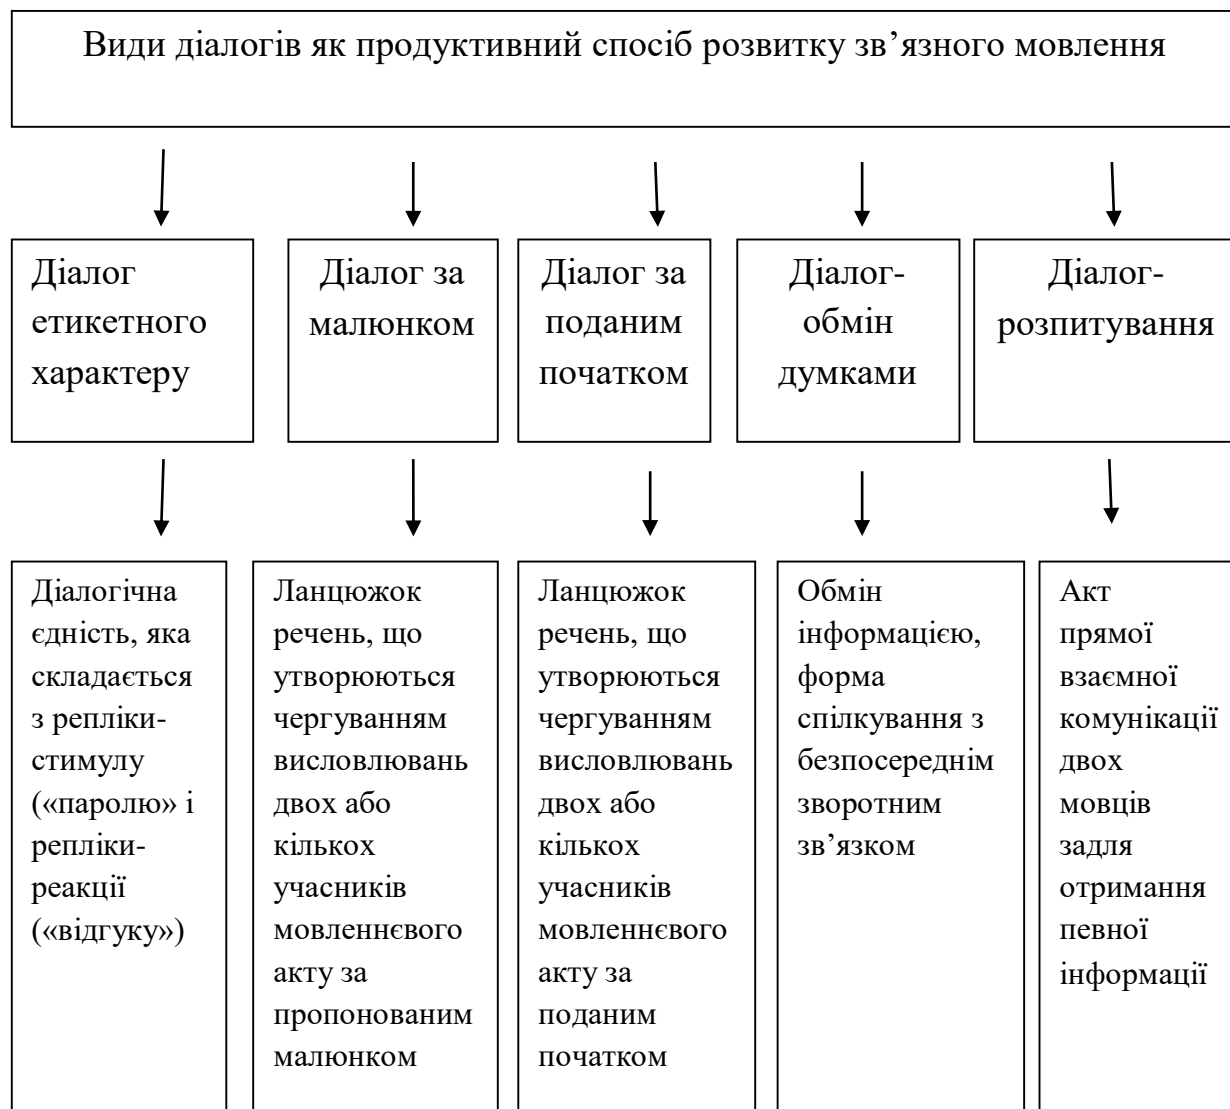 Види діалогів як продуктивний спосіб розвитку зв’язного мовлення
Діалог
етикетного
характеру
Діалог за
малюнком
Діалог за
поданим
початком
Діалог-
обмін
думками
Діалог-
розпитування
Діалогічна
єдність, яка
складається
з репліки-
стимулу
(«паролю» і
репліки-
реакції
(«відгуку»)
Ланцюжок
речень, що
утворюються
чергуванням
висловлювань
двох або
кількох
учасників
мовленнєвого
акту за
пропонованим
малюнком
Ланцюжок
речень, що
утворюються
чергуванням
висловлювань
двох або
кількох
учасників
мовленнєвого
акту за
поданим
початком
Обмін
інформацією,
форма
спілкування з
безпосереднім
зворотним
зв’язком
Акт
прямої
взаємної
комунікації
двох
мовців
задля
отримання
певної
інформації